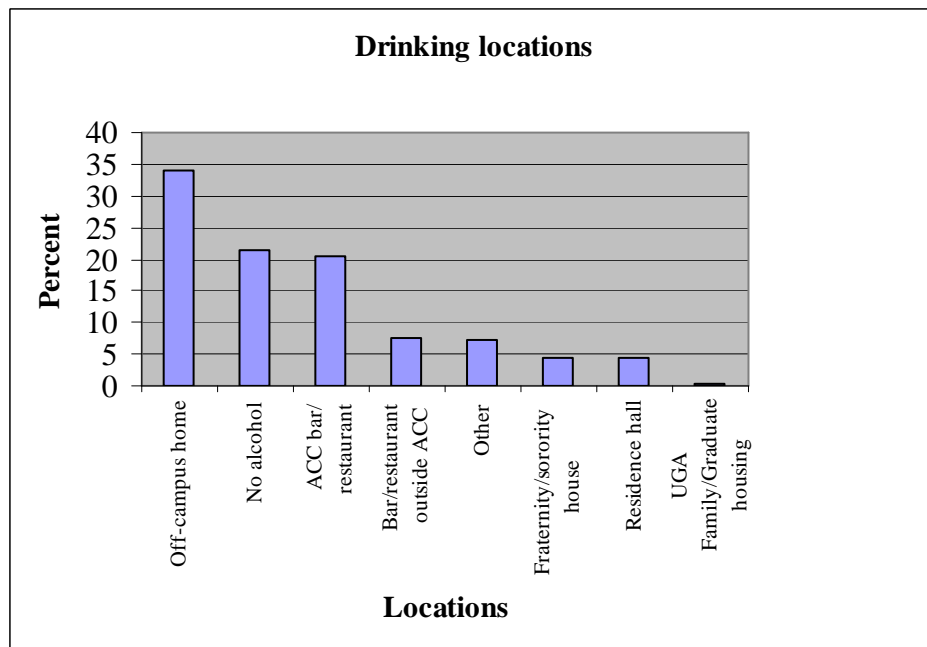 Drinking locations
40
35
30
25
20
15
10
5
0
Percent
Off-campus home
No alcohol
ACC bar/
restaurant
Bar/restaurant
outside ACC
Other
Fraternity/sorority
house
Residence hall
UGA
Family/Graduate
housing
Locations